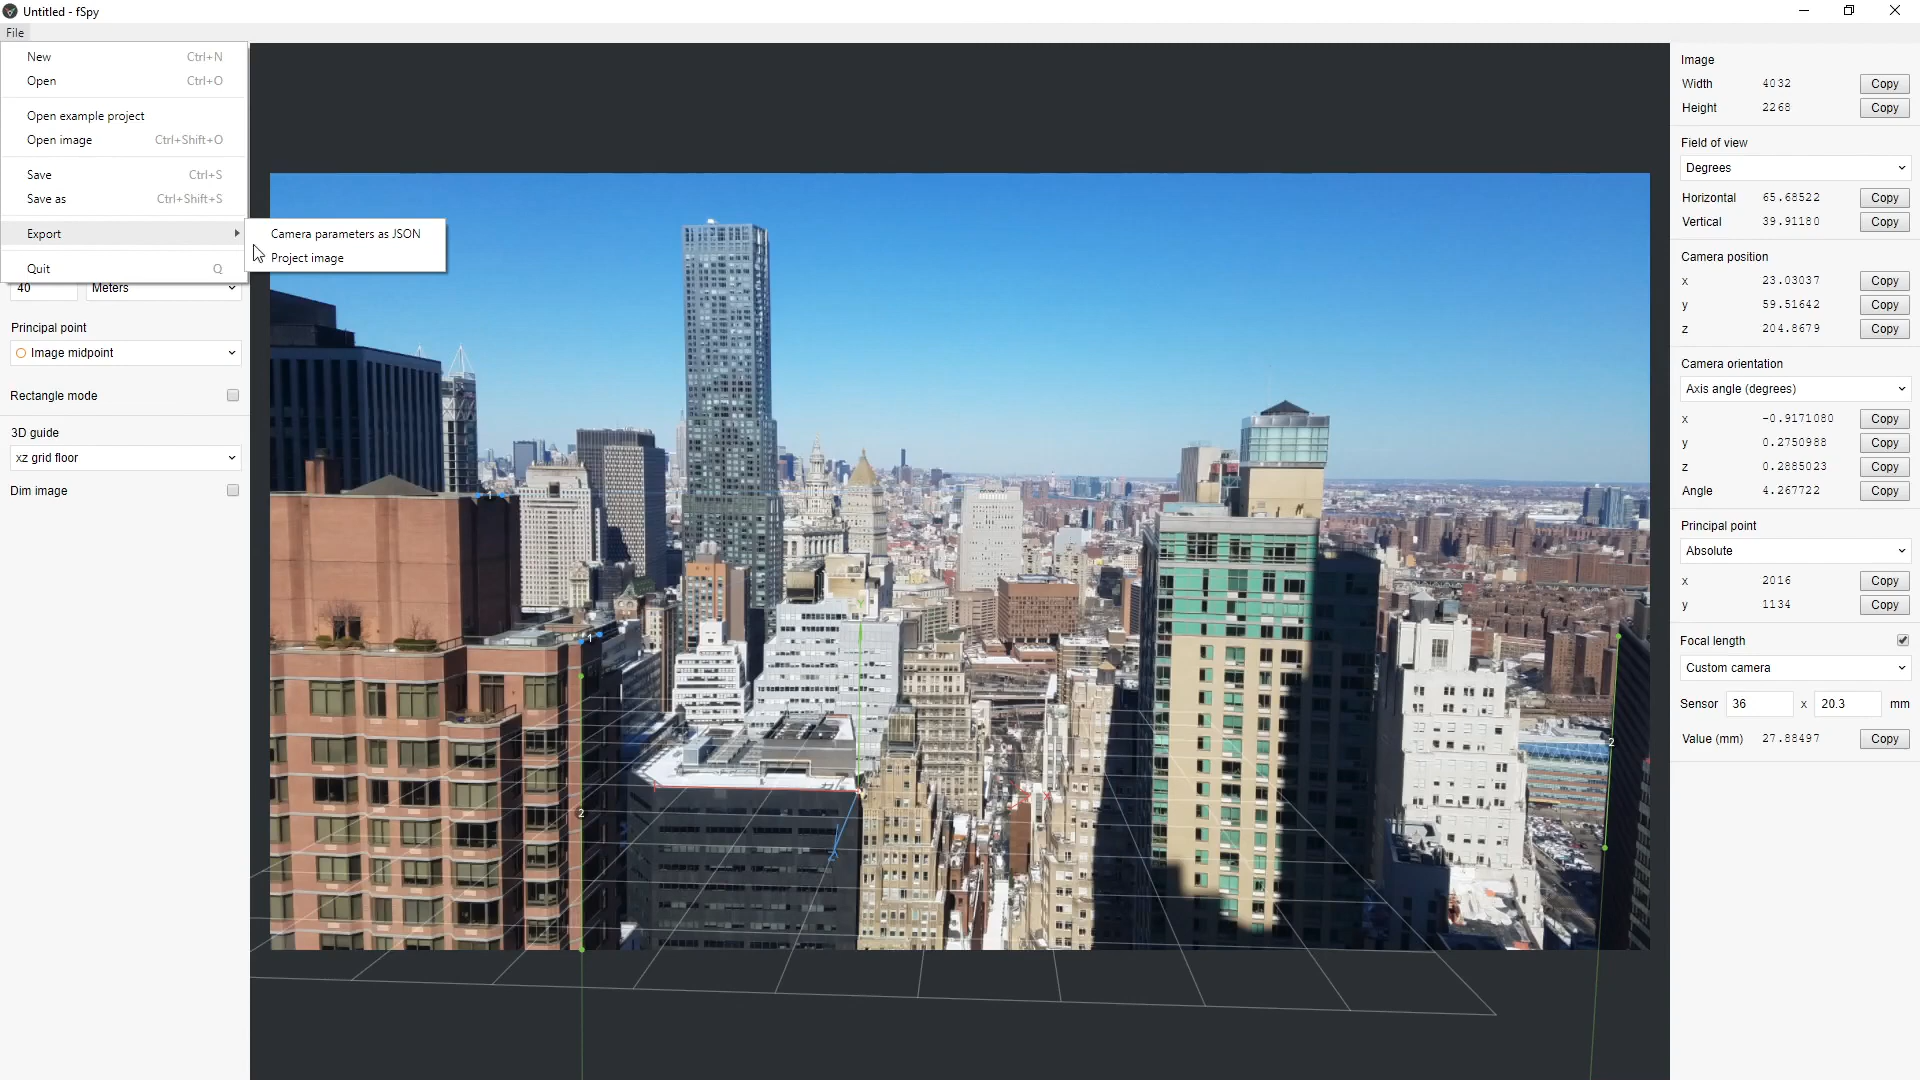 Untitled - fSpy
File
New Ctrl+N
Open Ctrl+O
Open example project
Open image Ctrl+Shift+O
Save Ctrl+S
Save as Ctrl+Shift+S
Export
Quit Q
Camera parameters as JSON
Project image
40 Meters
Principal point
Image midpoint
Rectangle mode
3D guide
xz grid floor
Dim image
1
1
2
2
Y
X
Z
Image
Width 4032 Copy
Height 2268 Copy
Field of view
Degrees
Horizontal 65.68522 Copy
Vertical 39.91180 Copy
Camera position
x 23.03037 Copy
y 59.51642 Copy
z 204.8679 Copy
Camera orientation
Axis angle (degrees)
x -0.9171080 Copy
y 0.2750988 Copy
z 0.2885023 Copy
Angle 4.267722 Copy
Principal point
Absolute
x 2016 Copy
y 1134 Copy
Focal length
Custom camera
Sensor 36 x 20.3 mm
Value (mm) 27.88497 Copy